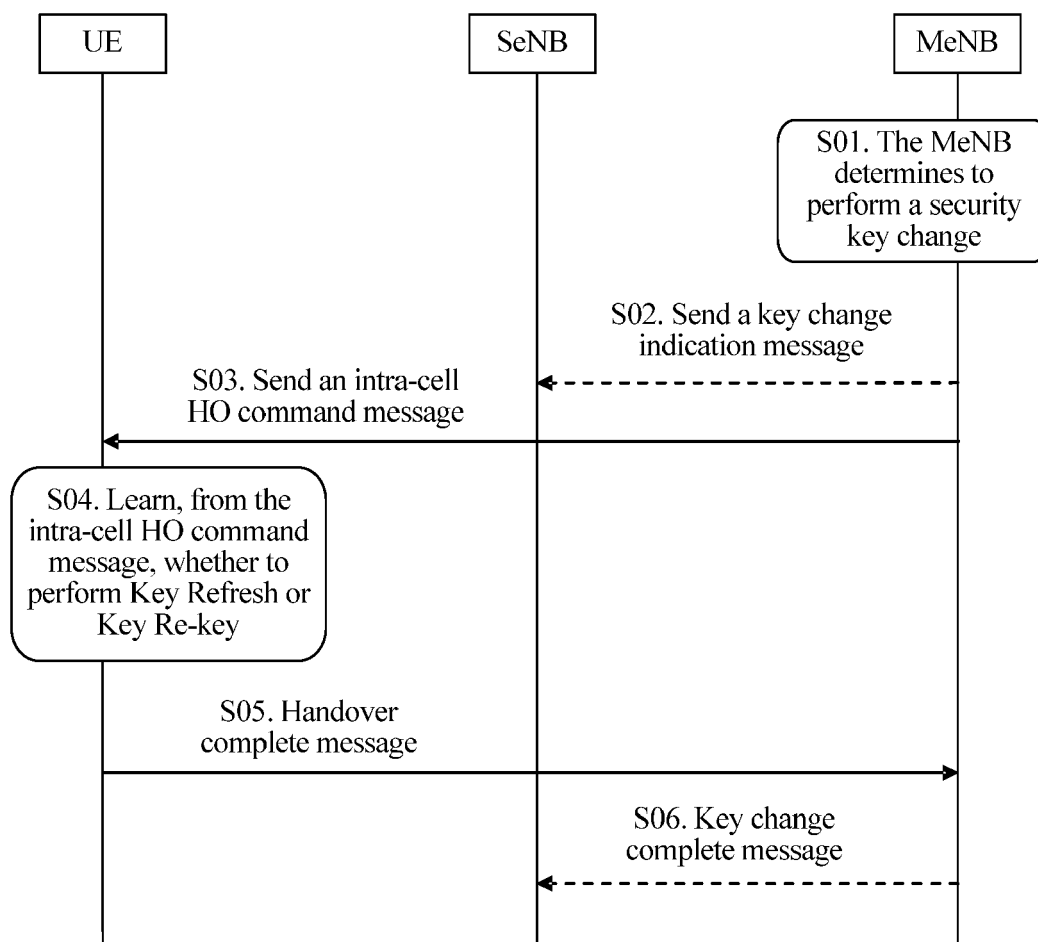 UE
SeNB
MeNB
S01. The MeNB
determines to
perform a security
key change
S02. Send a key change
indication message
S03. Send an intra-cell
HO command message
S04. Learn, from the
intra-cell HO command
message, whether to
perform Key Refresh or
Key Re-key
S05. Handover
complete message
S06. Key change
complete message